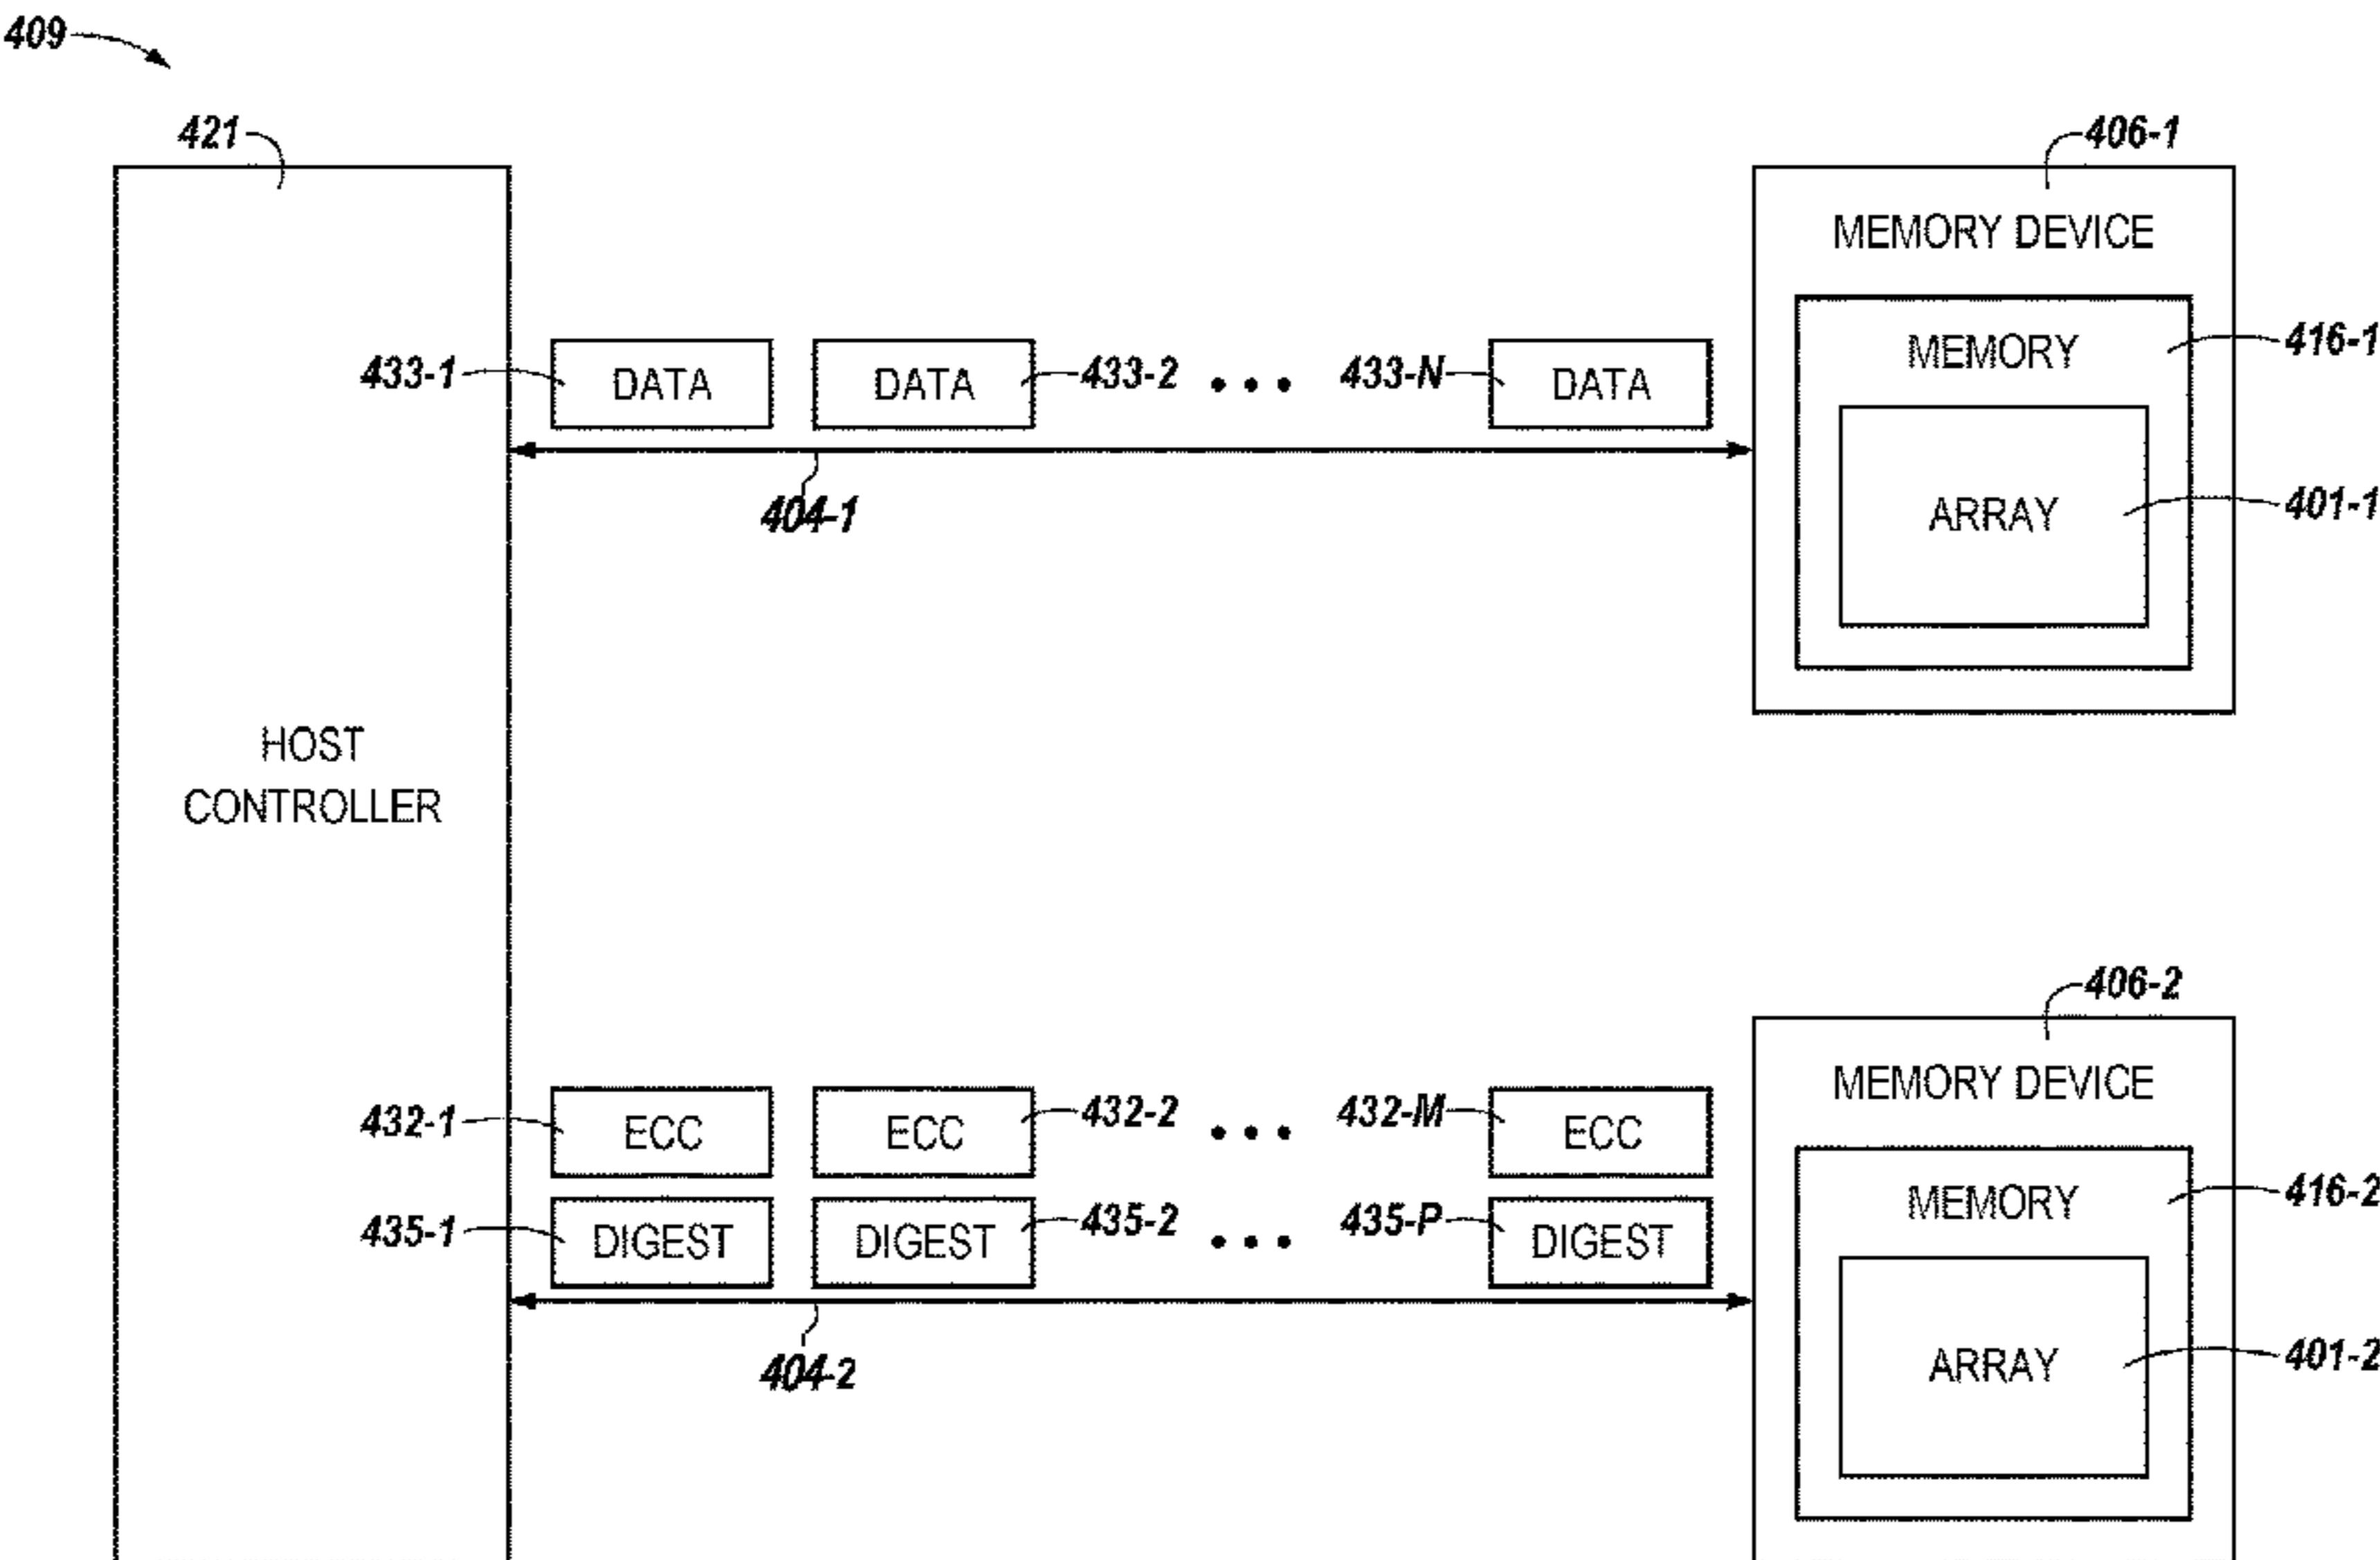 409
421
406-1
MEMORY DEVICE
MEMORY
416-1
433-1
DATA
DATA
433-2
• • •
433-N
DATA
404-1
ARRAY
401-1
HOST
CONTROLLER
406-2
MEMORY DEVICE
432-1
ECC
ECC
432-2
• • •
432-M
ECC
MEMORY
416-2
435-1
DIGEST
DIGEST
435-2
• • •
435-P
DIGEST
404-2
ARRAY
401-2